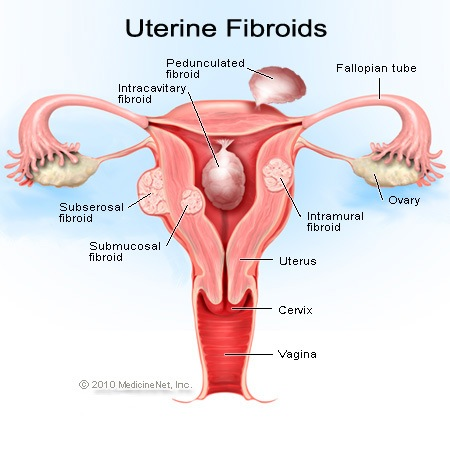 Uterine Fibroids
Pedunculated
fibroid
Intracavitary
fibroid
Fallopian tube
Subserosal
fibroid
Submucosal
fibroid
Ovary
Intramural
fibroid
Uterus
Cervix
Vagina
© 2010 MedicineNet, Inc.